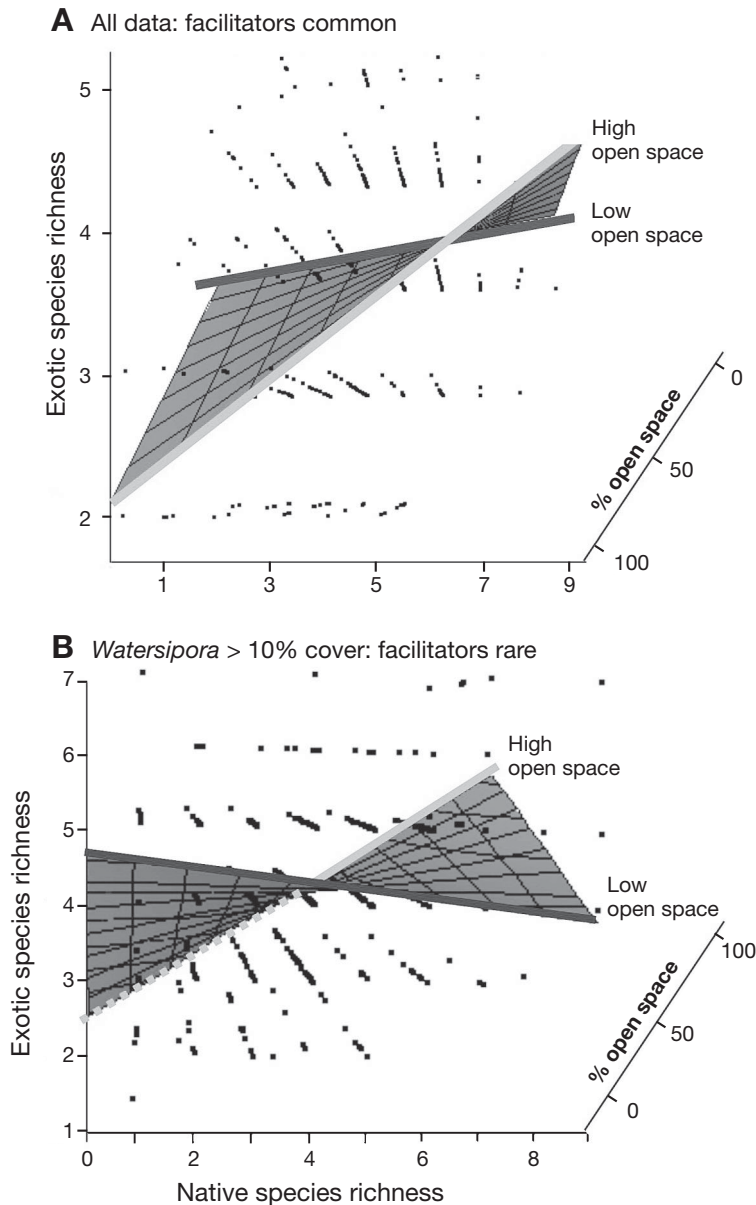 A All data: facilitators common
5
4
3
2
Exotic species richness
High
open space
Low
open space
0
50
100
% open space
1 3 5 7 9
B Watersipora > 10% cover: facilitators rare
7
6
5
4
3
2
1
Exotic species richness
High
open space
Low
open space
100
50
0
% open space
0 2 4 6 8
Native species richness